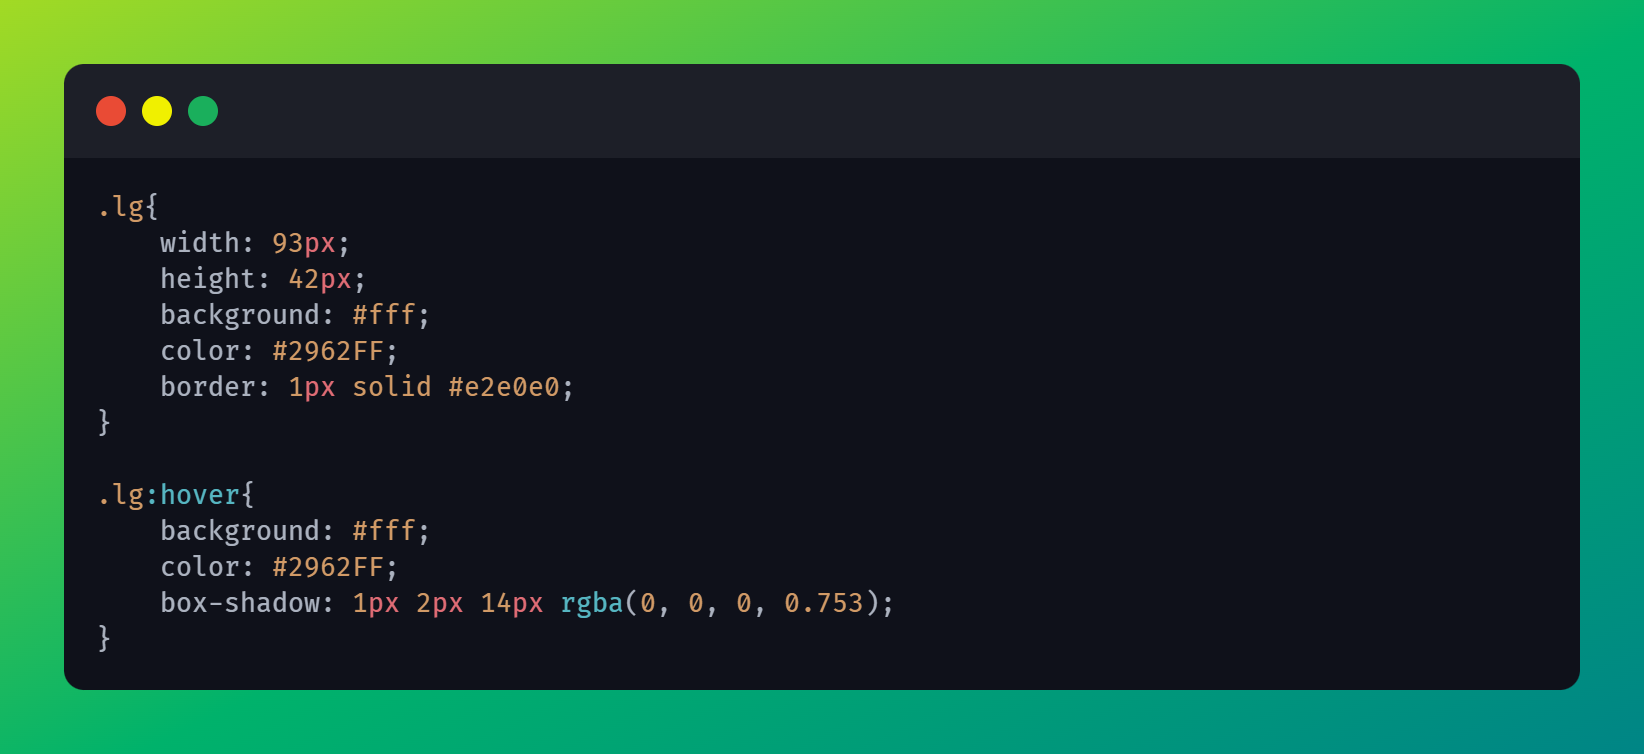 .lg{
    width: 93px;
    height: 42px;
    background: #fff;
    color: #2962FF;
    border: 1px solid #e2e0e0;
}

.lg:hover{
    background: #fff;
    color: #2962FF;
    box-shadow: 1px 2px 14px rgba(0, 0, 0, 0.753);
}